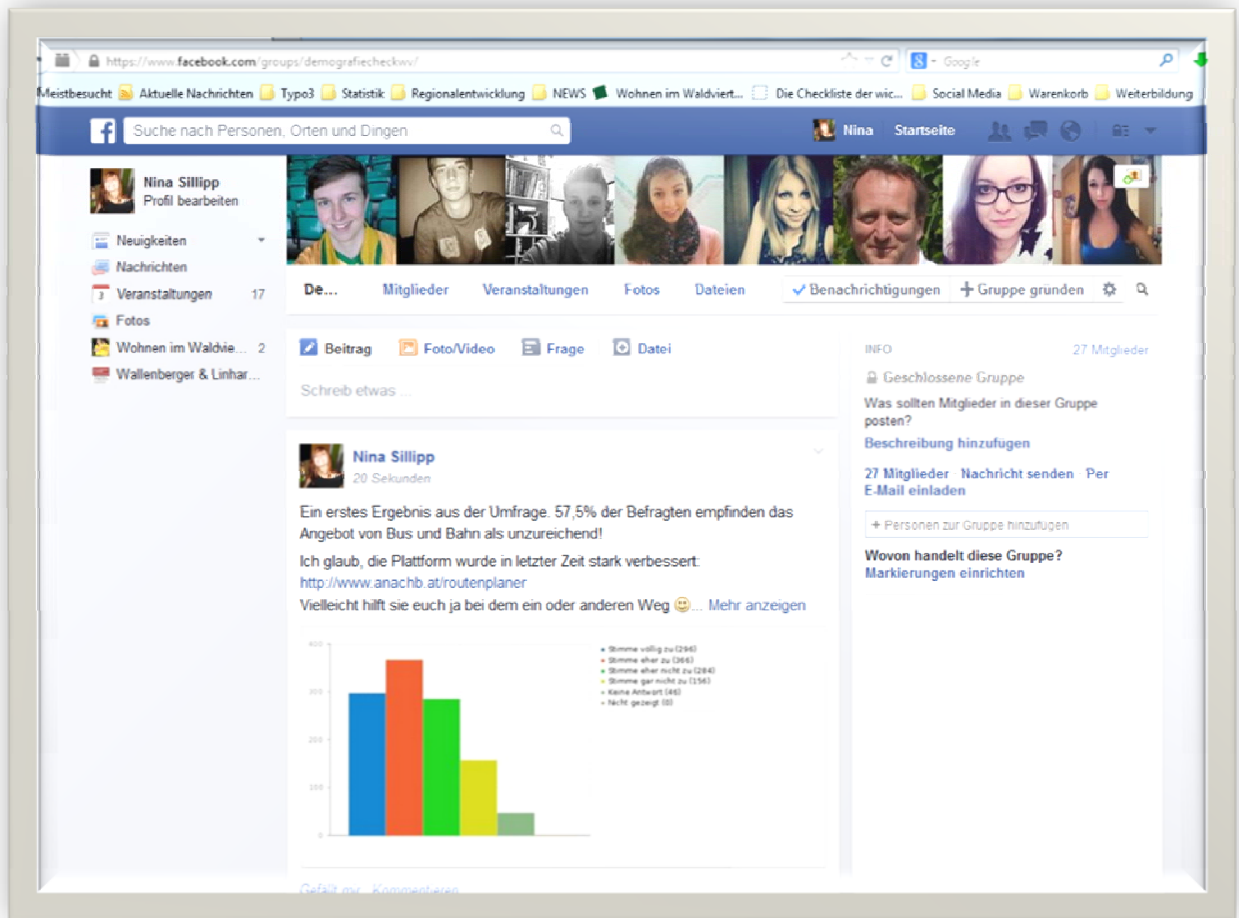 https://www.facebook.com/groups/demografiecheckwv/
Google
Meistbesucht Aktuelle Nachrichten Typo3 Statistik Regionalentwicklung NEWS Wohnen im Waldviert... Die Checkliste der wic... Social Media Warenkorb Weiterbildung
Suche nach Personen, Orten und Dingen
Nina Startseite
Nina Sillipp
Profil bearbeiten
Neuigkeiten
Nachrichten
Veranstaltungen 17
Fotos
Wohnen im Waldvie... 2
Wallenberger & Linhar...
De... Mitglieder Veranstaltungen Fotos Dateien Benachrichtigungen Gruppe gründen
Beitrag Foto/Video Frage Datei
Schreib etwas ...
Nina Sillipp
20 Sekunden
Ein erstes Ergebnis aus der Umfrage. 57,5% der Befragten empfinden das
Angebot von Bus und Bahn als unzureichend!
Ich glaub, die Plattform wurde in letzter Zeit stark verbessert:
http://www.anachb.at/routenplaner
Vielleicht hilft sie euch ja bei dem ein oder anderen Weg ... Mehr anzeigen
400
300
200
100
0
Stimme völlig zu (296)
Stimme eher zu (366)
Stimme eher nicht zu (284)
Stimme gar nicht zu (156)
Keine Antwort (46)
Nicht gezeigt (0)
Gefällt mir Kommentieren
INFO 27 Mitglieder
Geschlossene Gruppe
Was sollten Mitglieder in dieser Gruppe
posten?
Beschreibung hinzufügen
27 Mitglieder · Nachricht senden · Per
E-Mail einladen
+ Personen zur Gruppe hinzufügen
Wovon handelt diese Gruppe?
Markierungen einrichten